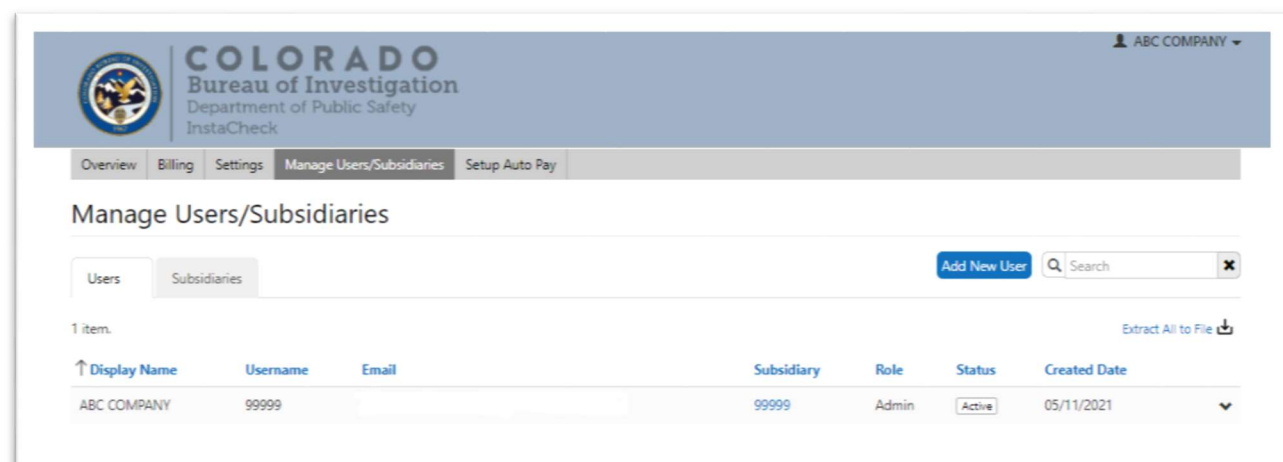 ABC COMPANY
COLORADO
Bureau of Investigation
Department of Public Safety
InstaCheck
Overview Billing Settings Manage Users/Subsidiaries Setup Auto Pay
Manage Users/Subsidiaries
Users Subsidiaries Add New User Search
1 item.
Extract All to File
Display Name Username Email Subsidiary Role Status Created Date
ABC COMPANY 99999 99999 Admin Active 05/11/2021